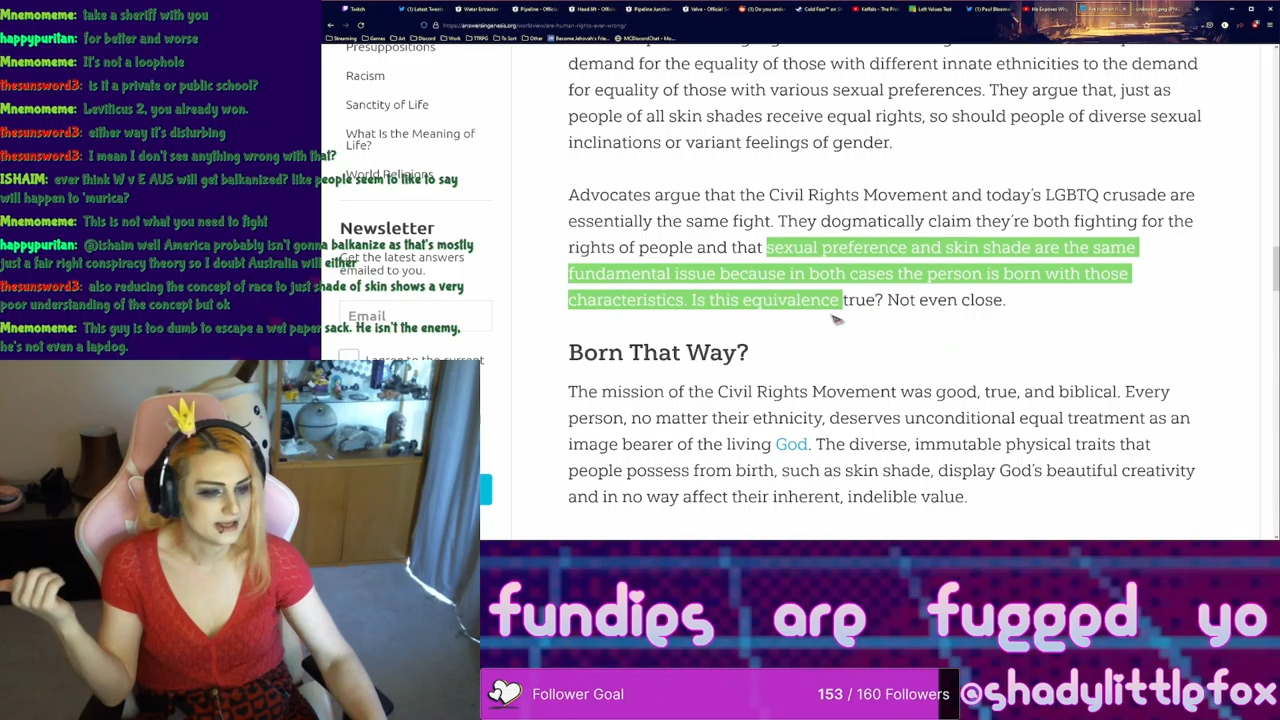 Mnemomeme: take a sheriff with you
happypuritan: for better and worse
Mnemomeme: It's not a loophole
thesunsword3: Is it a private or public school?
Mnemomeme: Leviticus 2, you already won.
thesunsword3: either way it's disturbing
thesunsword3: I mean I don't see anything wrong with that?
ISHAIM: ever think W v E AUS will get balkanized? like people seem to like to say
will happen to 'murica?
Mnemomeme: This is not what you need to fight
happypuritan: @ishaim well America probably isn't gonna balkanize as that's mostly
just a fair right conspiracy theory so I doubt Australia will either
thesunsword3: also reducing the concept of race to just shade of skin shows a very
poor understanding of the concept but ok
Mnemomeme: This guy is too dumb to escape a wet paper sack. He isn't the enemy,
he's not even a lapdog.
Twitch
https://answersingenesis.org/worldview/are-human-rights-ever-wrong/
Presuppositions
Racism
Sanctity of Life
What Is the Meaning of
Life?
World Religions
Newsletter
Get the latest answers
emailed to you.
Email
I agree to the current
demand for the equality of those with different innate ethnicities to the demand
for equality of those with various sexual preferences. They argue that, just as
people of all skin shades receive equal rights, so should people of diverse sexual
inclinations or variant feelings of gender.
Advocates argue that the Civil Rights Movement and today's LGBTQ crusade are
essentially the same fight. They dogmatically claim they're both fighting for the
rights of people and that sexual preference and skin shade are the same
fundamental issue because in both cases the person is born with those
characteristics. Is this equivalence true? Not even close.
Born That Way?
The mission of the Civil Rights Movement was good, true, and biblical. Every
person, no matter their ethnicity, deserves unconditional equal treatment as an
image bearer of the living God. The diverse, immutable physical traits that
people possess from birth, such as skin shade, display God's beautiful creativity
and in no way affect their inherent, indelible value.
fundies are fugged yo
Follower Goal
153 / 160 Followers
@shadylittlefox